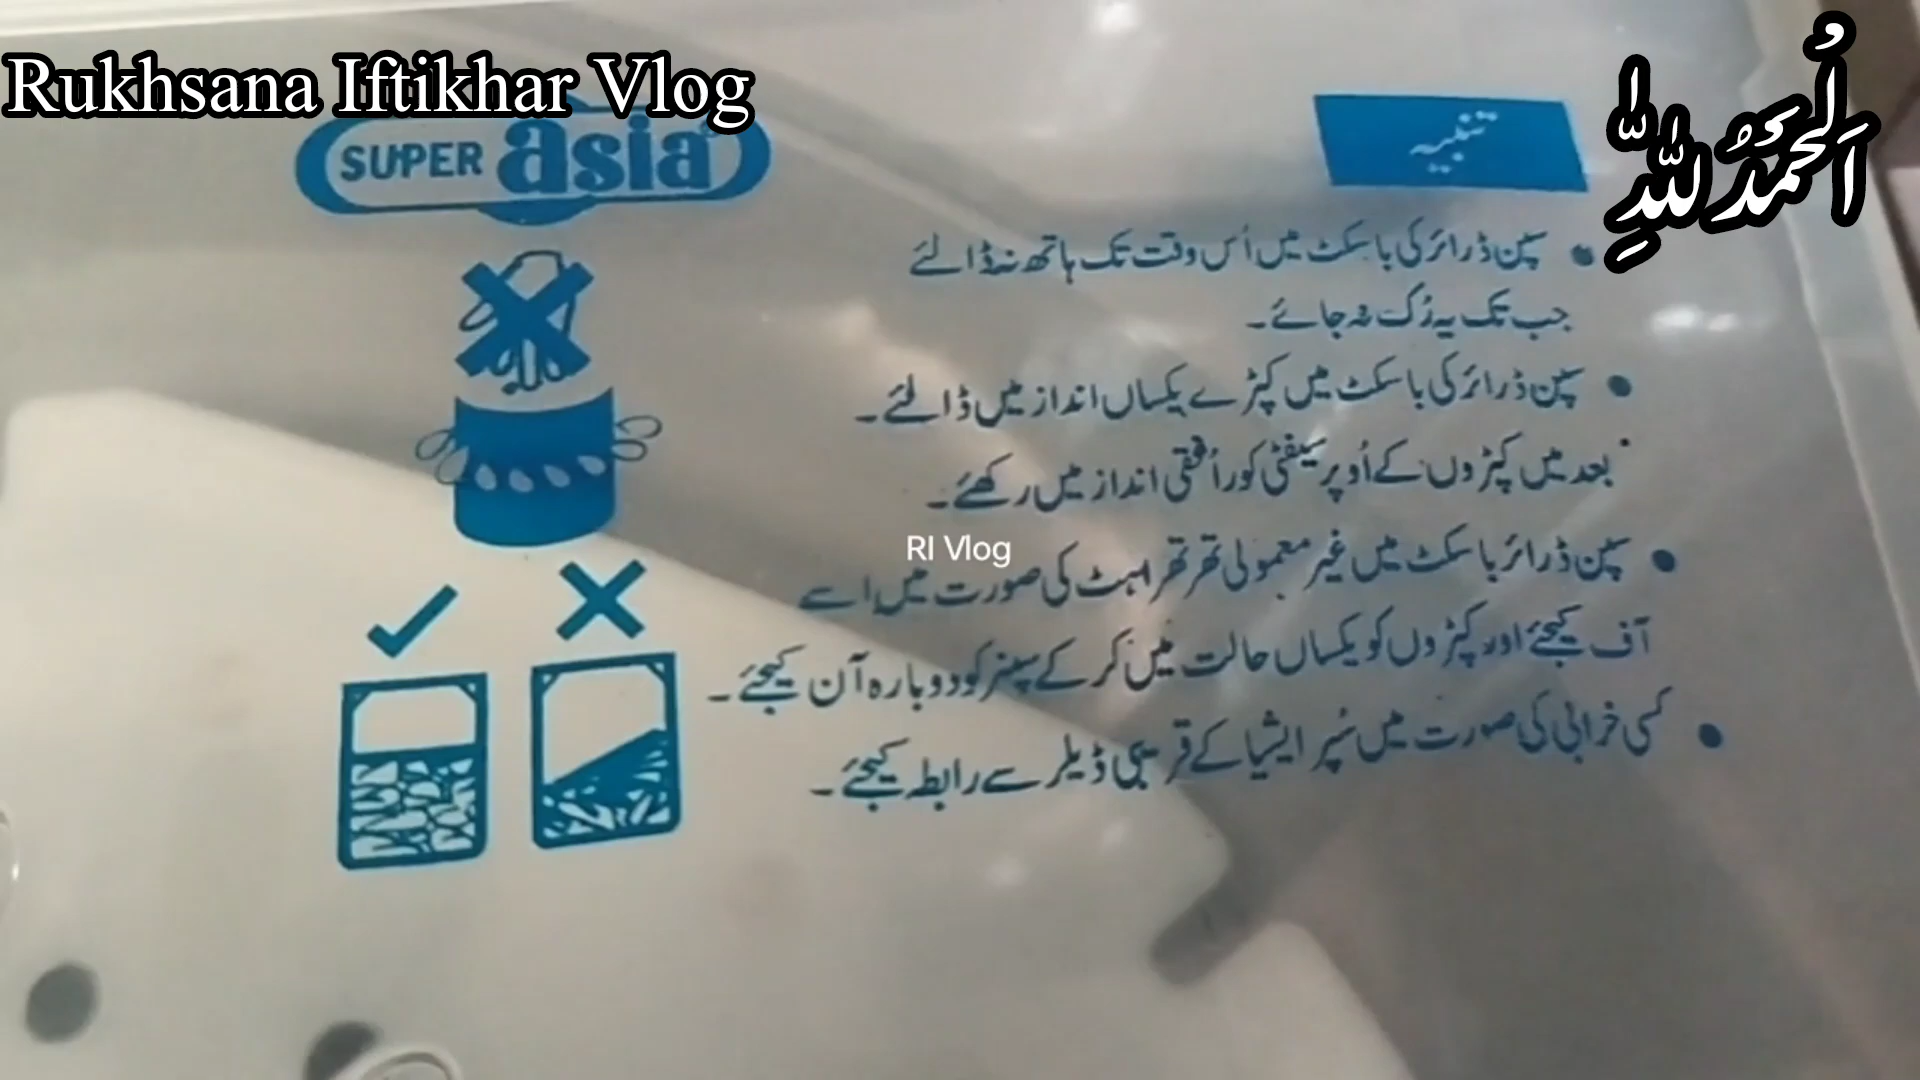 Rukhsana Iftikhar Vlog
اَلْحَمْدُ لِلّٰہِ
SUPER asia
تنبیہ
سپن ڈرائر کی باسکٹ میں اُس وقت تک ہاتھ نہ ڈالئے
جب تک یہ رُک نہ جائے۔
سپن ڈرائر کی باسکٹ میں کپڑے یکساں انداز میں ڈالئے۔
بعد میں کپڑوں کے اُوپر سیفٹی کور اُفقی انداز میں رکھئے۔
RI Vlog
سپن ڈرائر باسکٹ میں غیر معمولی تھرتھراہٹ کی صورت میں اسے
آف کیجئے اور کپڑوں کو یکساں حالت میں کر کے سپنر کو دوبارہ آن کیجئے۔
کسی خرابی کی صورت میں سُپر ایشیا کے قریبی ڈیلر سے رابطہ کیجئے۔